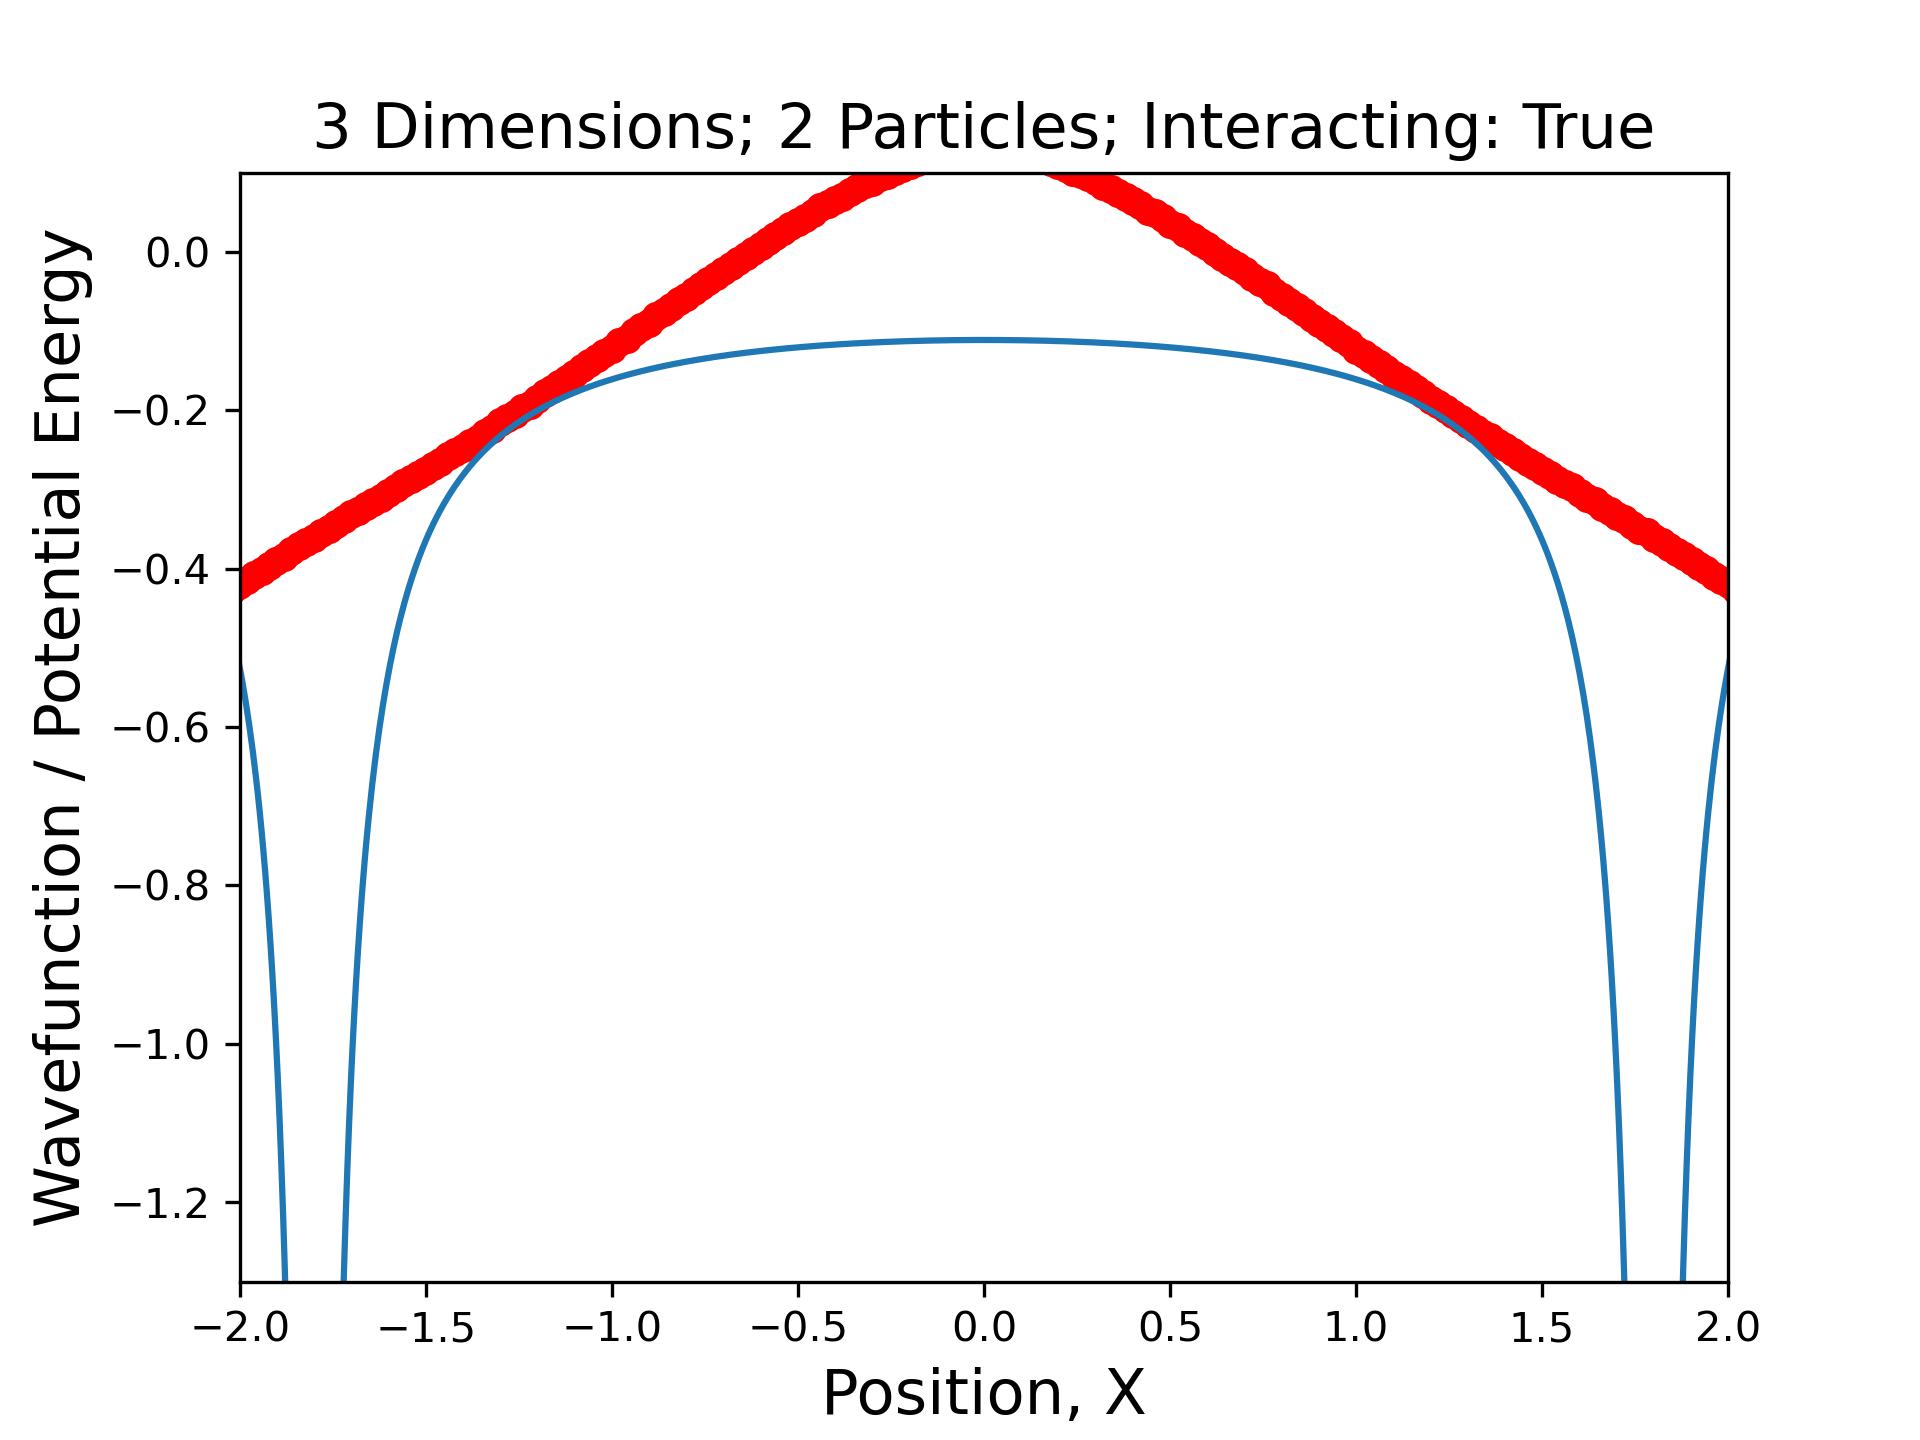 3 Dimensions; 2 Particles; Interacting: True
Wavefunction / Potential Energy
0.0
−0.2
−0.4
−0.6
−0.8
−1.0
−1.2
−2.0 −1.5 −1.0 −0.5 0.0 0.5 1.0 1.5 2.0
Position, X